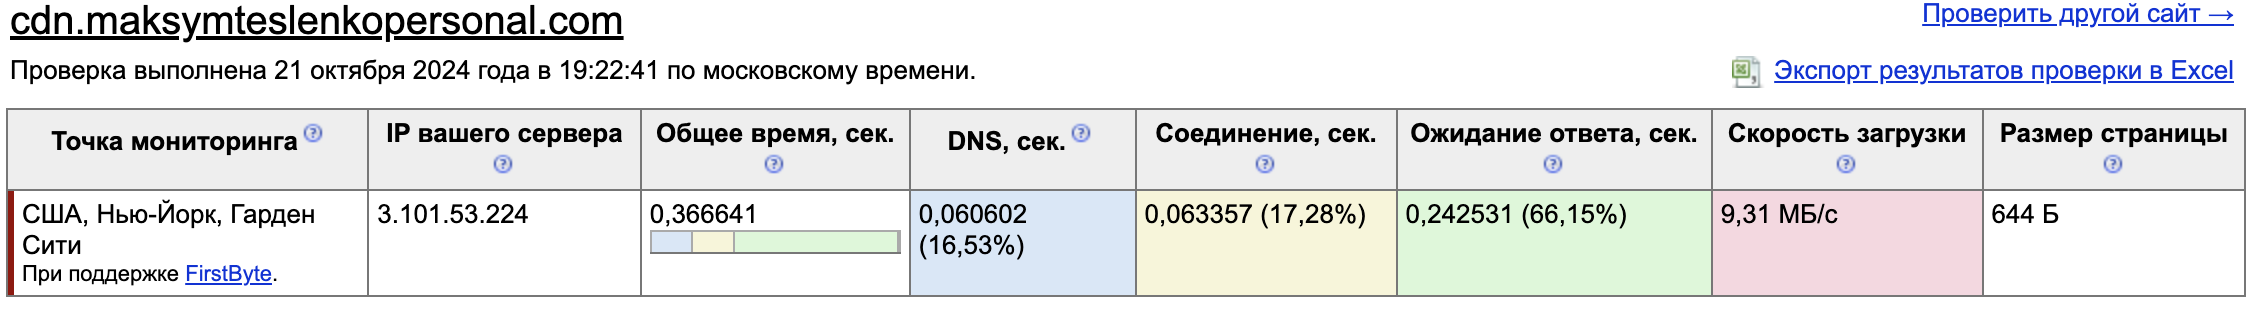 cdn.maksymteslenkopersonal.com
Проверить другой сайт →
Проверка выполнена 21 октября 2024 года в 19:22:41 по московскому времени.
Экспорт результатов проверки в Excel
Точка мониторинга ?
IP вашего сервера ?
Общее время, сек. ?
DNS, сек. ?
Соединение, сек. ?
Ожидание ответа, сек. ?
Скорость загрузки ?
Размер страницы ?
США, Нью-Йорк, Гарден
Сити
При поддержке FirstByte.
3.101.53.224
0,366641
0,060602
(16,53%)
0,063357 (17,28%)
0,242531 (66,15%)
9,31 МБ/с
644 Б